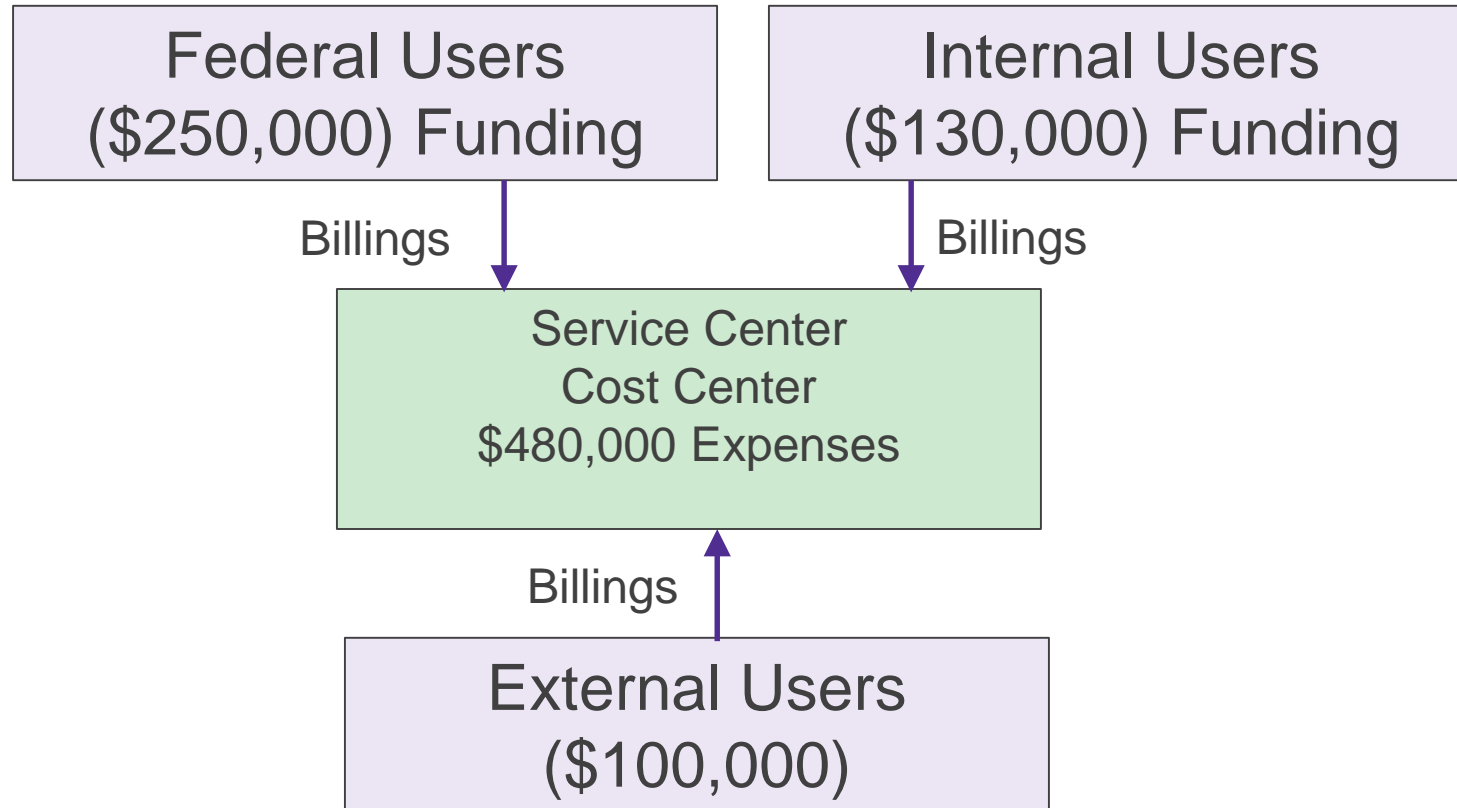 Federal Users
($250,000) Funding
Internal Users
($130,000) Funding
Billings
Billings
Service Center
Cost Center
$480,000 Expenses
Billings
External Users
($100,000)